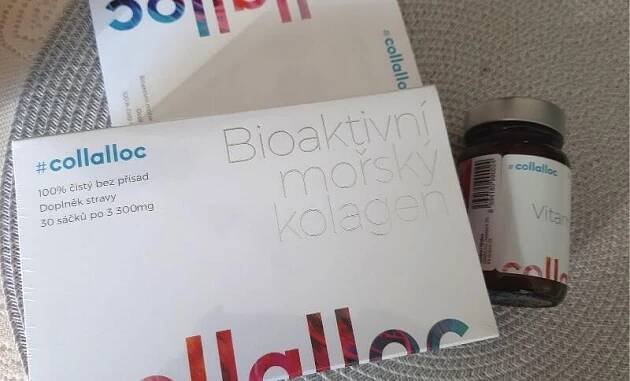 collalloc
#collalloc
#collalloc
100% čistý bez přísad
Doplněk stravy
30 sáčků po 3 300mg
Bioaktivní
mořský
kolagen
collalloc
#collalloc